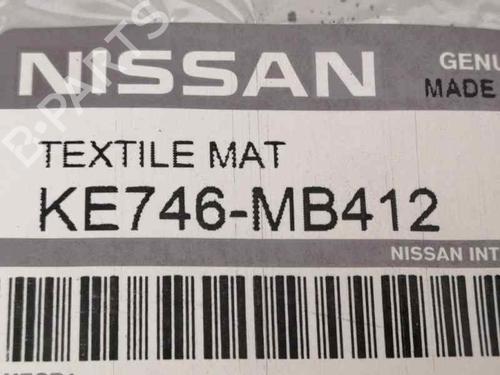 NISSAN
GENU
MADE
TEXTILE MAT
KE746-MB412
NISSAN INT
B-PARTS